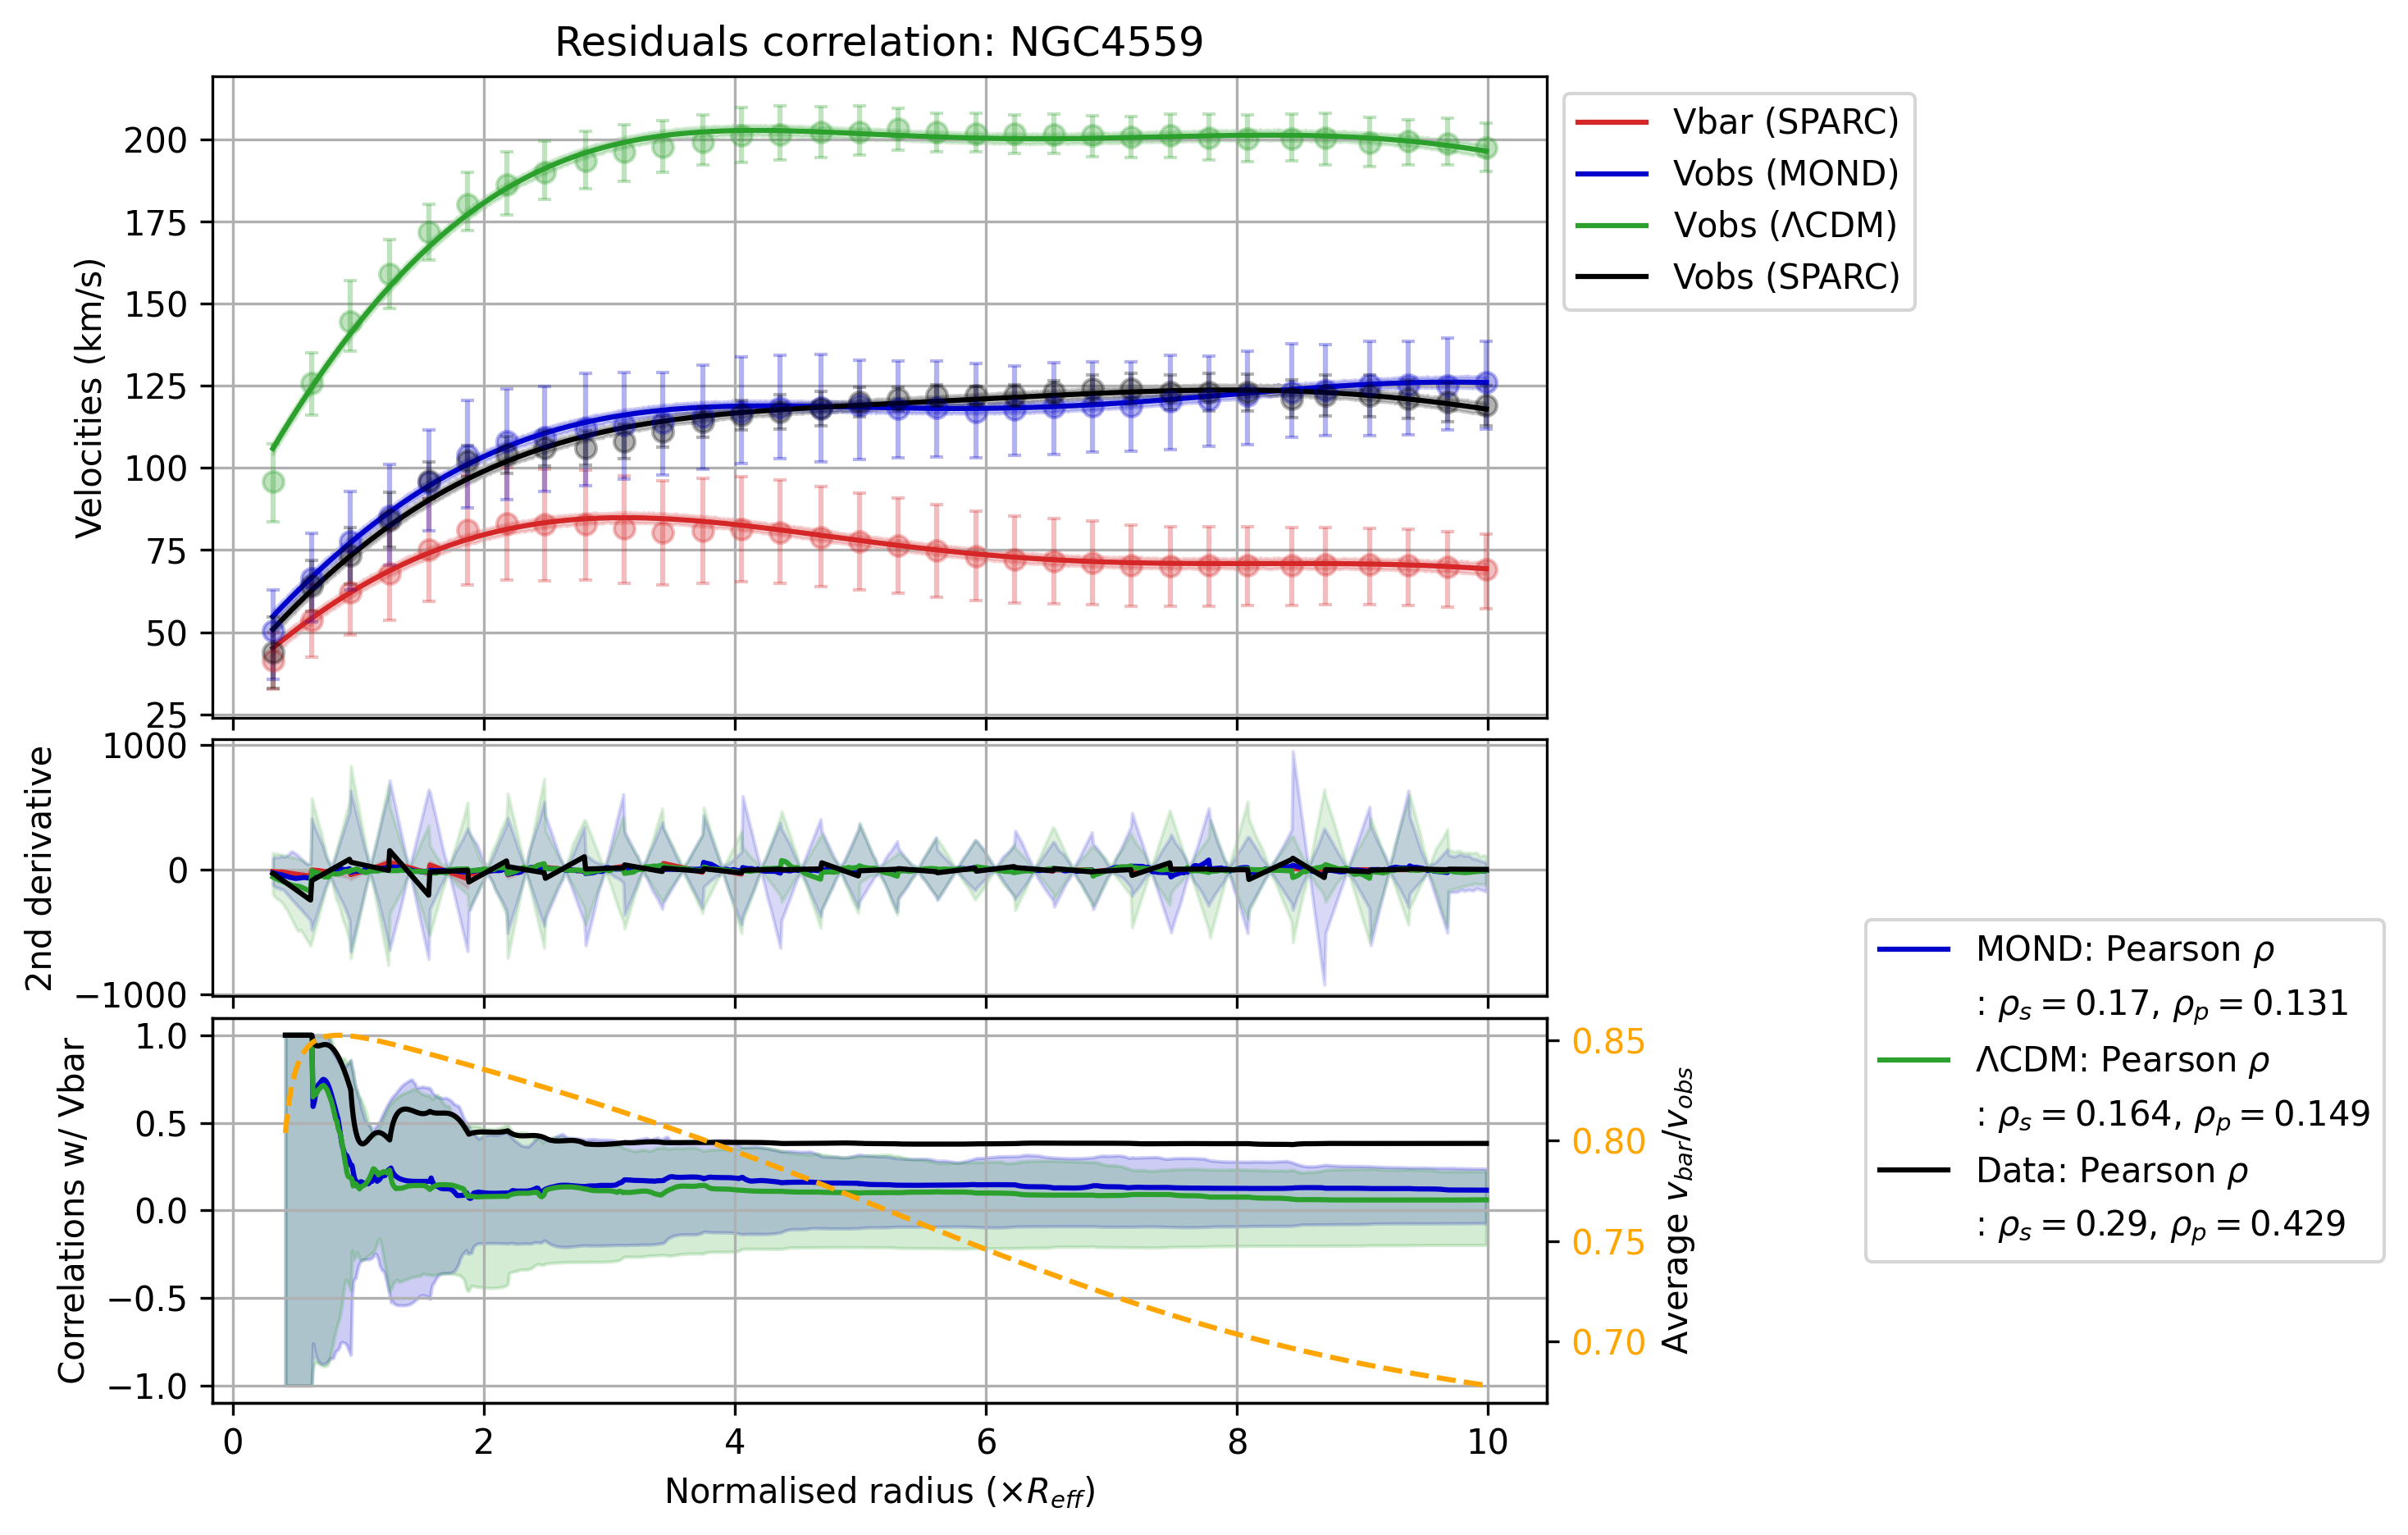 Residuals correlation: NGC4559
Velocities (km/s)
200
175
150
125
100
75
50
25
Vbar (SPARC)
Vobs (MOND)
Vobs (ΛCDM)
Vobs (SPARC)
2nd derivative
1000
0
−1000
Correlations w/ Vbar
1.0
0.5
0.0
−0.5
−1.0
0.85
0.80
0.75
0.70
Average v_bar/v_obs
MOND: Pearson ρ
: ρ_s = 0.17, ρ_p = 0.131
ΛCDM: Pearson ρ
: ρ_s = 0.164, ρ_p = 0.149
Data: Pearson ρ
: ρ_s = 0.29, ρ_p = 0.429
0 2 4 6 8 10
Normalised radius (×R_eff)